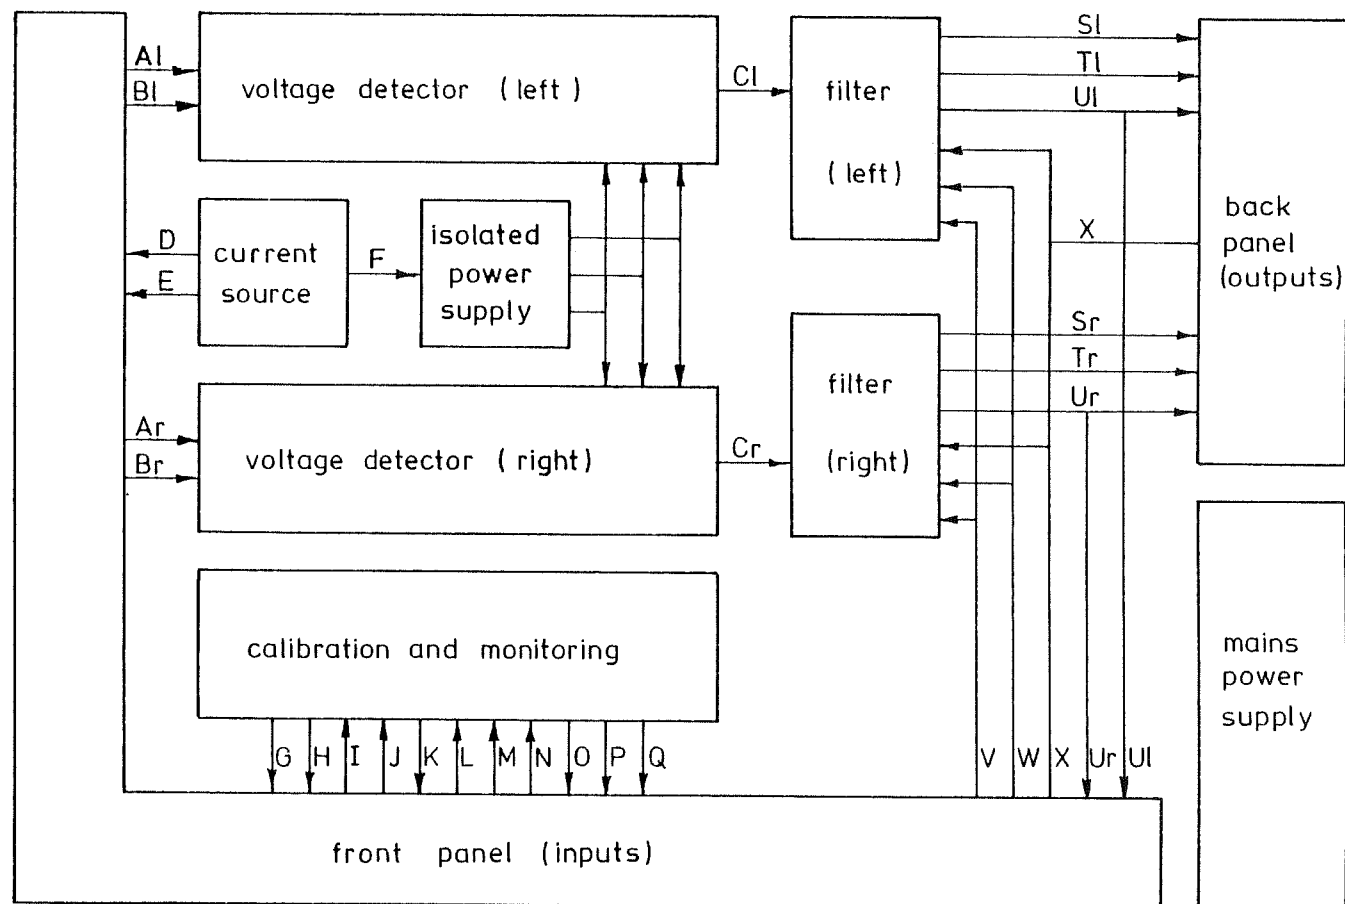 Al
Bl
voltage detector (left)
Cl
filter
(left)
Sl
Tl
Ul
X
back
panel
(outputs)
D
E
current
source
F
isolated
power
supply
Ar
Br
voltage detector (right)
Cr
filter
(right)
Sr
Tr
Ur
calibration and monitoring
G H I J K L M N O P Q
V W X Ur Ul
mains
power
supply
front panel (inputs)